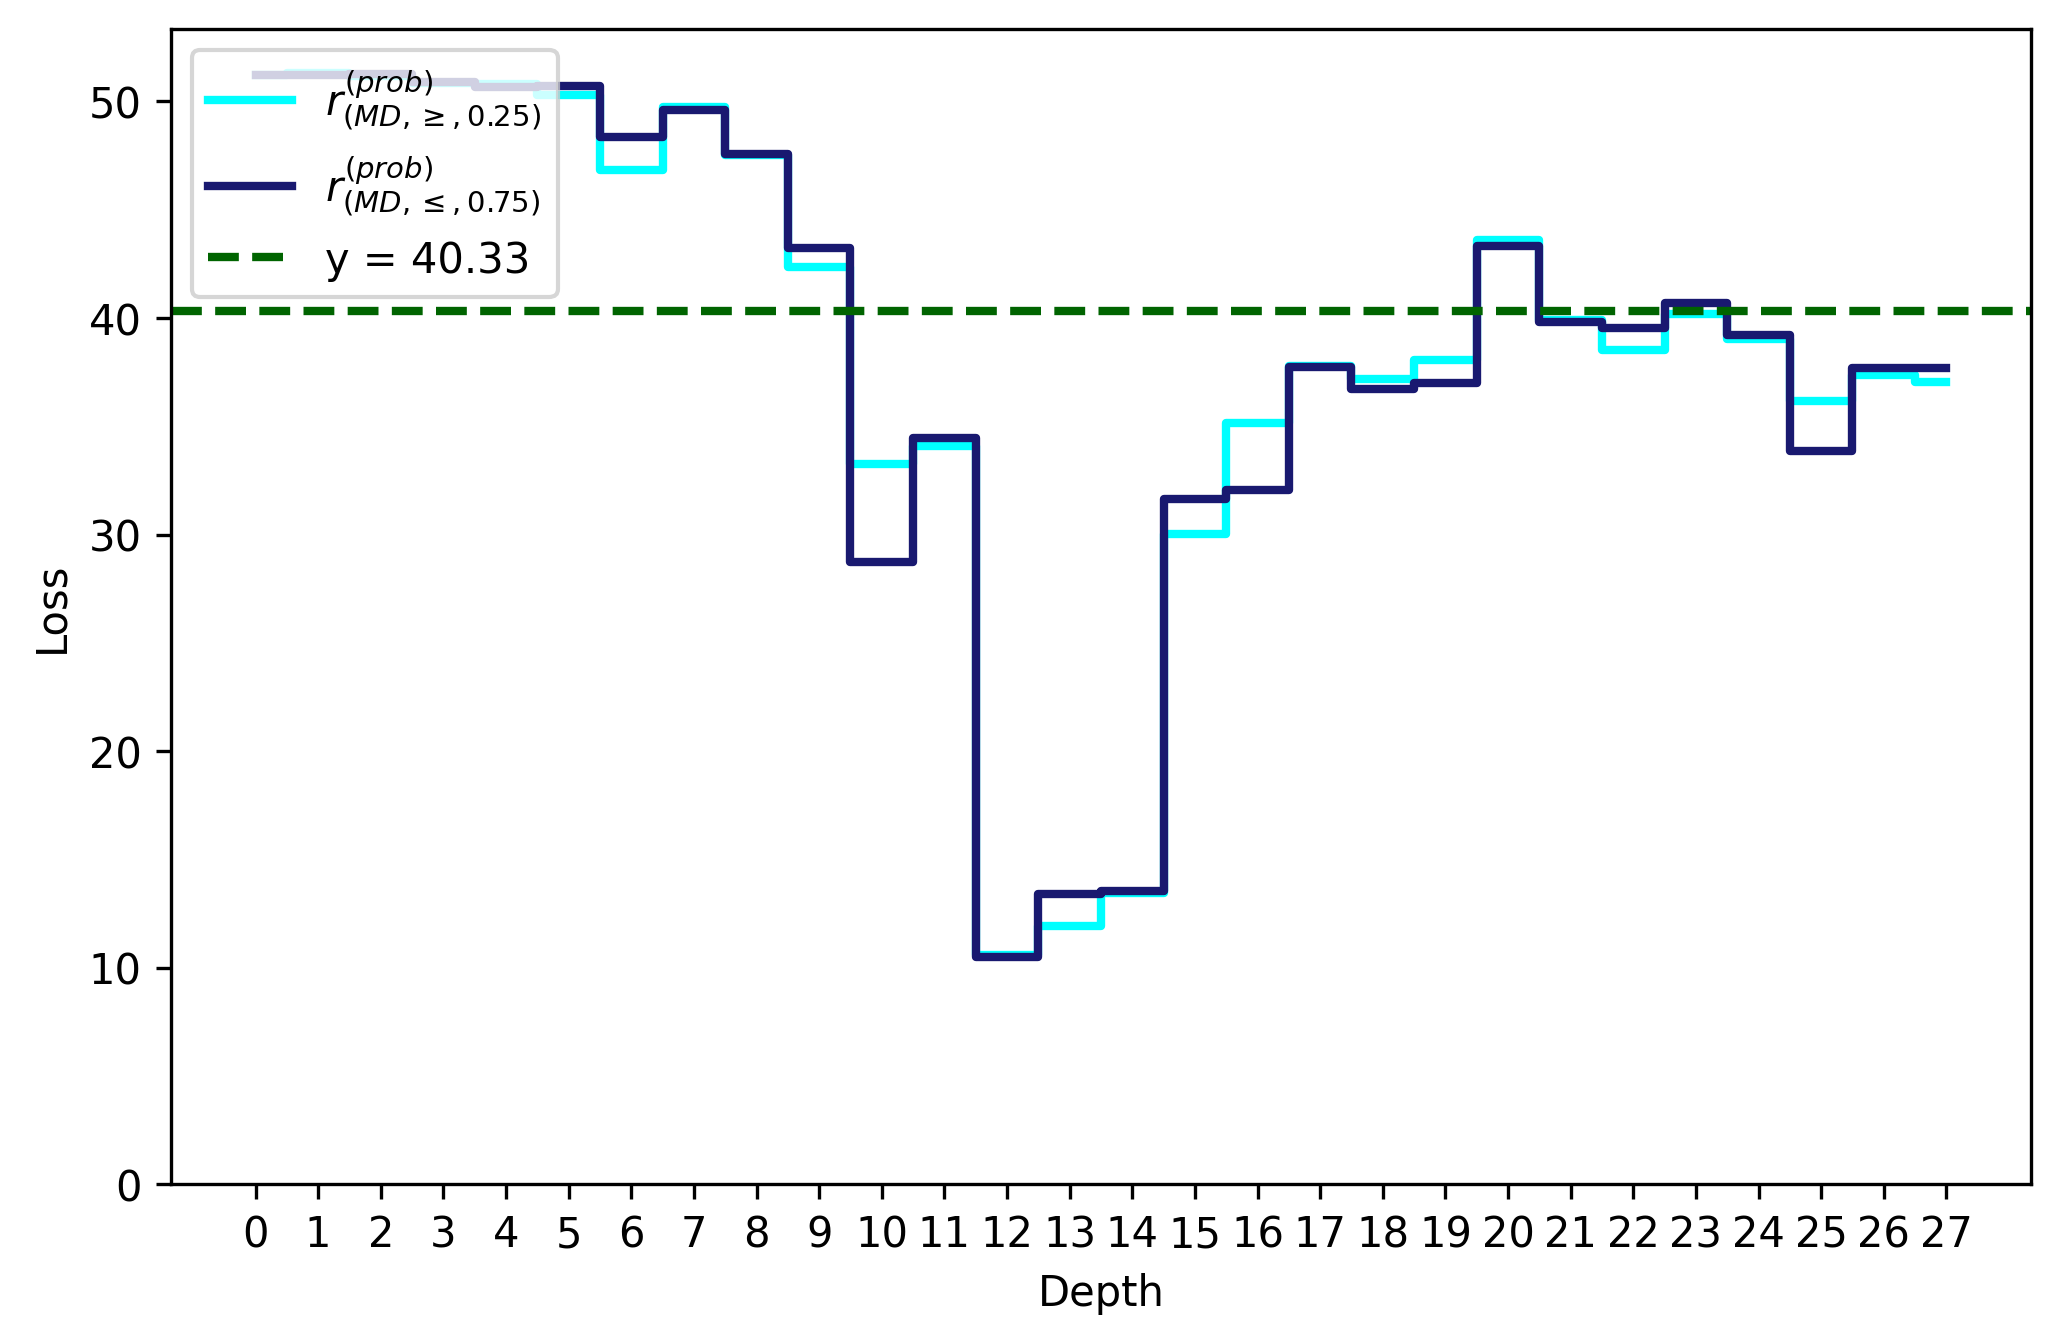 r^{(prob)}_{(MD, ≥, 0.25)}
r^{(prob)}_{(MD, ≤, 0.75)}
y = 40.33
50
40
30
20
10
0
Loss
0 1 2 3 4 5 6 7 8 9 10 11 12 13 14 15 16 17 18 19 20 21 22 23 24 25 26 27
Depth